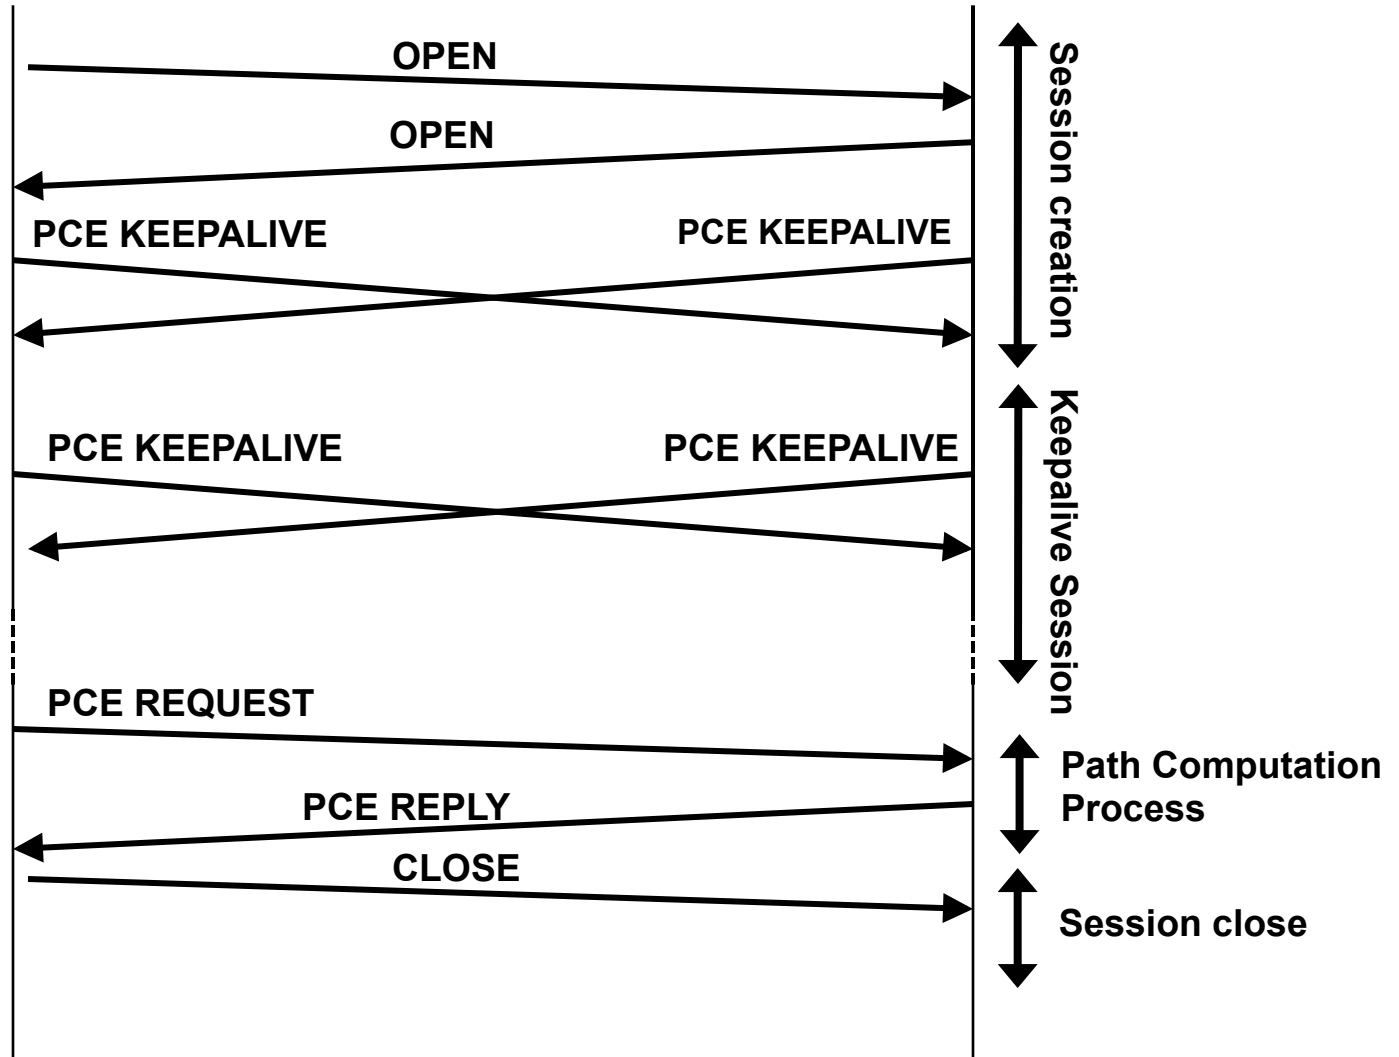 OPEN
OPEN
PCE KEEPALIVE
PCE KEEPALIVE
Session creation
PCE KEEPALIVE
PCE KEEPALIVE
Keepalive Session
PCE REQUEST
Path Computation
Process
PCE REPLY
CLOSE
Session close